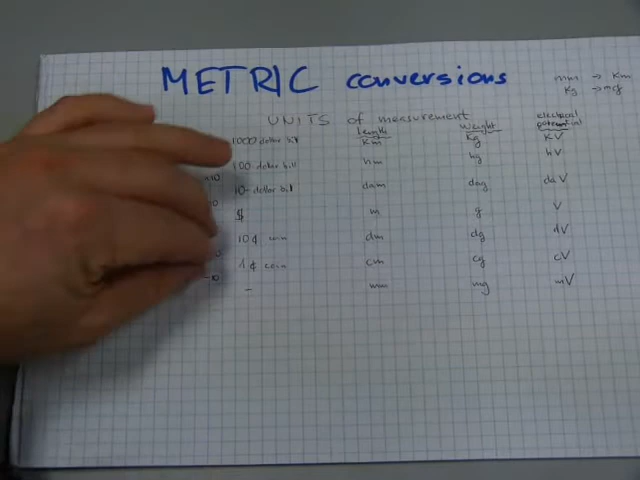 METRIC conversions
mm → Km
Kg → mg
UNITS of measurement
Length Weight electrical potential
1000 dollar bill Km Kg KV
100 dollar bill hm hg hV
10 dollar bill dam dag daV
$ m g V
10¢ coin dm dg dV
1¢ coin cm cg cV
- mm mg mV